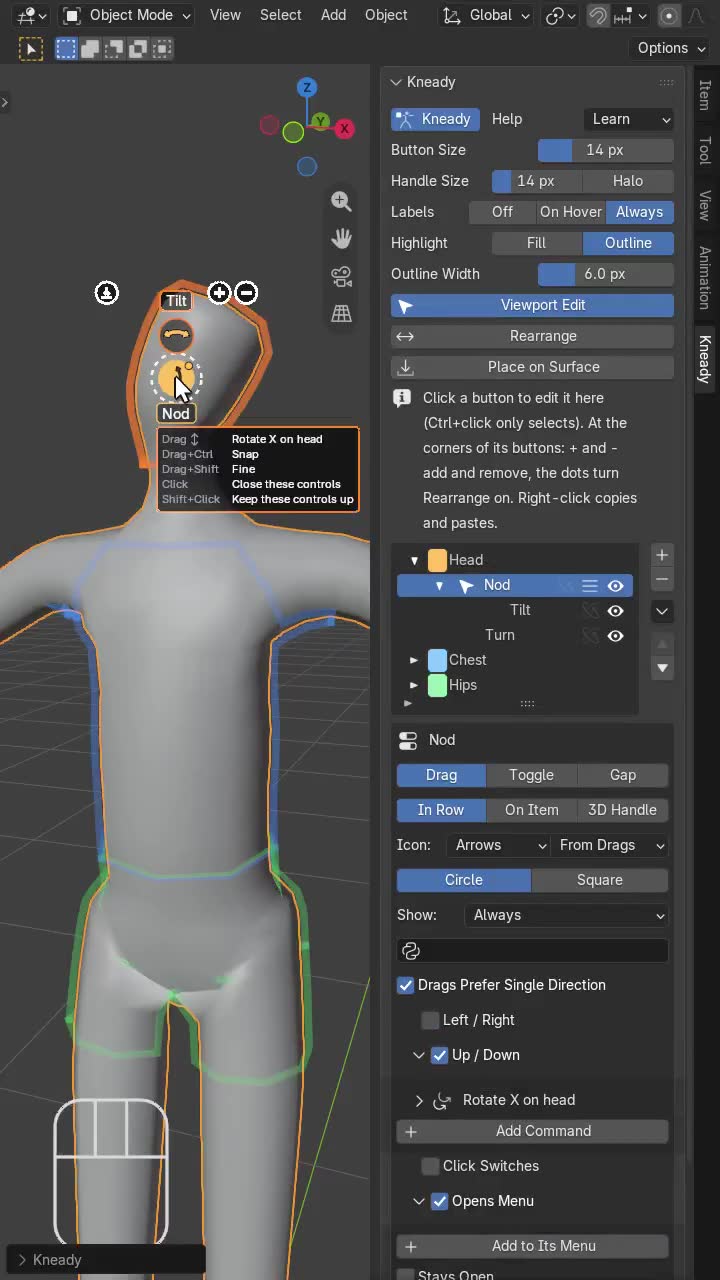 Object Mode View Select Add Object Global
Options
Z
Y
X
Tilt
Nod
Drag ↕ Rotate X on head
Drag+Ctrl Snap
Drag+Shift Fine
Click Close these controls
Shift+Click Keep these controls up
Kneady
Kneady Help Learn
Button Size 14 px
Handle Size 14 px Halo
Labels Off On Hover Always
Highlight Fill Outline
Outline Width 6.0 px
Viewport Edit
Rearrange
Place on Surface
Click a button to edit it here
(Ctrl+click only selects). At the
corners of its buttons: + and -
add and remove, the dots turn
Rearrange on. Right-click copies
and pastes.
Head
Nod
Tilt
Turn
Chest
Hips
Nod
Drag Toggle Gap
In Row On Item 3D Handle
Icon: Arrows From Drags
Circle Square
Show: Always
Drags Prefer Single Direction
Left / Right
Up / Down
Rotate X on head
+ Add Command
Click Switches
Opens Menu
+ Add to Its Menu
Stays Open
Item
Tool
View
Animation
Kneady
Kneady